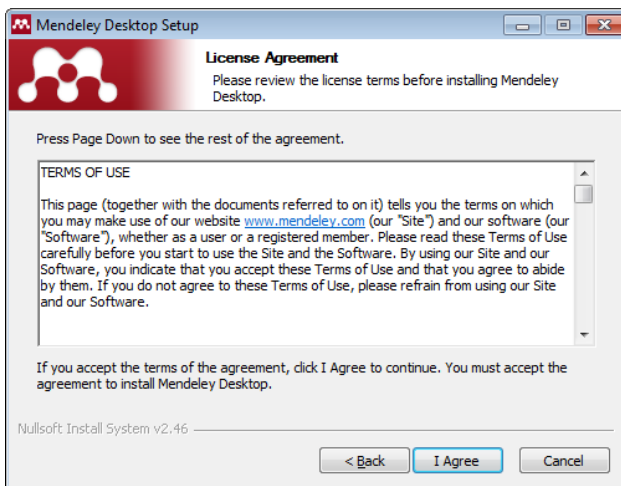 Mendeley Desktop Setup
License Agreement
Please review the license terms before installing Mendeley
Desktop.
Press Page Down to see the rest of the agreement.
TERMS OF USE
This page (together with the documents referred to on it) tells you the terms on which
you may make use of our website www.mendeley.com (our "Site") and our software (our
"Software"), whether as a user or a registered member. Please read these Terms of Use
carefully before you start to use the Site and the Software. By using our Site and our
Software, you indicate that you accept these Terms of Use and that you agree to abide
by them. If you do not agree to these Terms of Use, please refrain from using our Site
and our Software.
If you accept the terms of the agreement, click I Agree to continue. You must accept the
agreement to install Mendeley Desktop.
Nullsoft Install System v2.46
< Back I Agree Cancel